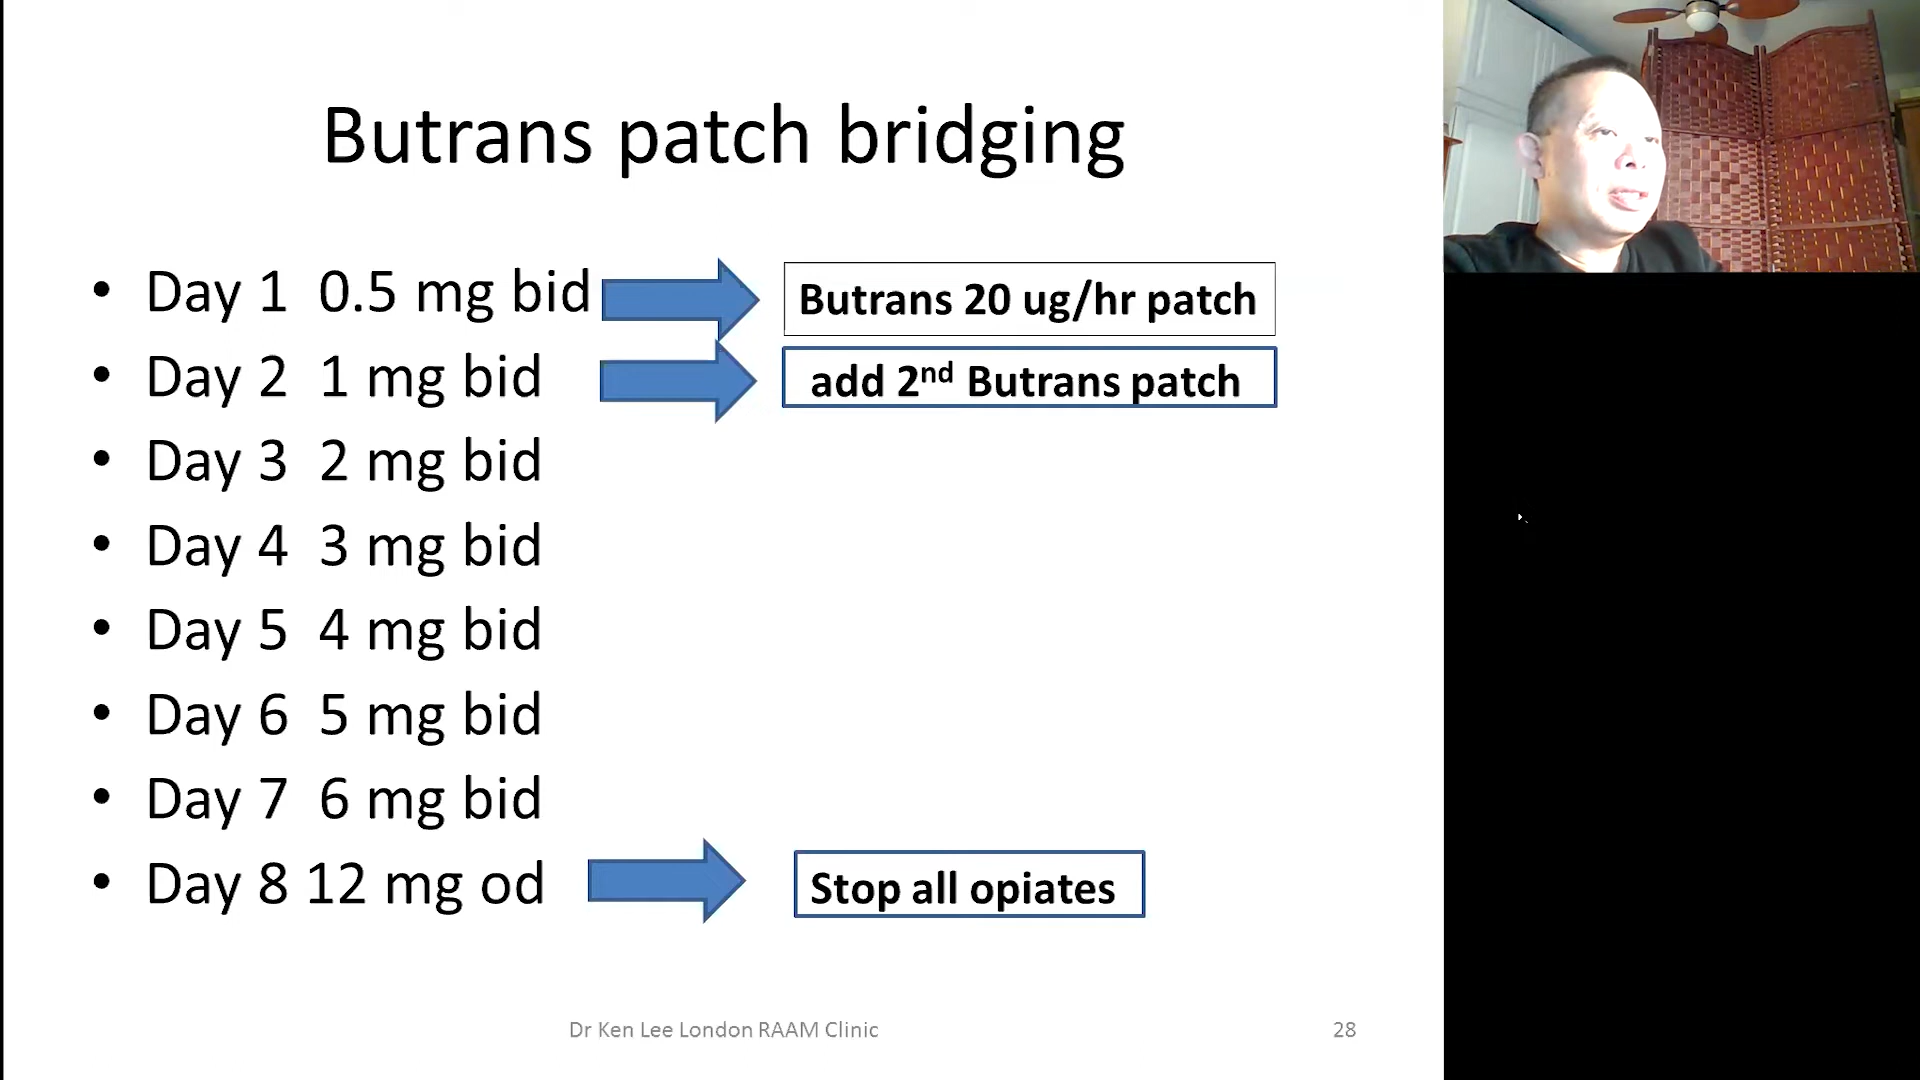 Butrans patch bridging
• Day 1 0.5 mg bid
Butrans 20 ug/hr patch
• Day 2 1 mg bid
add 2nd Butrans patch
• Day 3 2 mg bid
• Day 4 3 mg bid
• Day 5 4 mg bid
• Day 6 5 mg bid
• Day 7 6 mg bid
• Day 8 12 mg od
Stop all opiates
Dr Ken Lee London RAAM Clinic
28